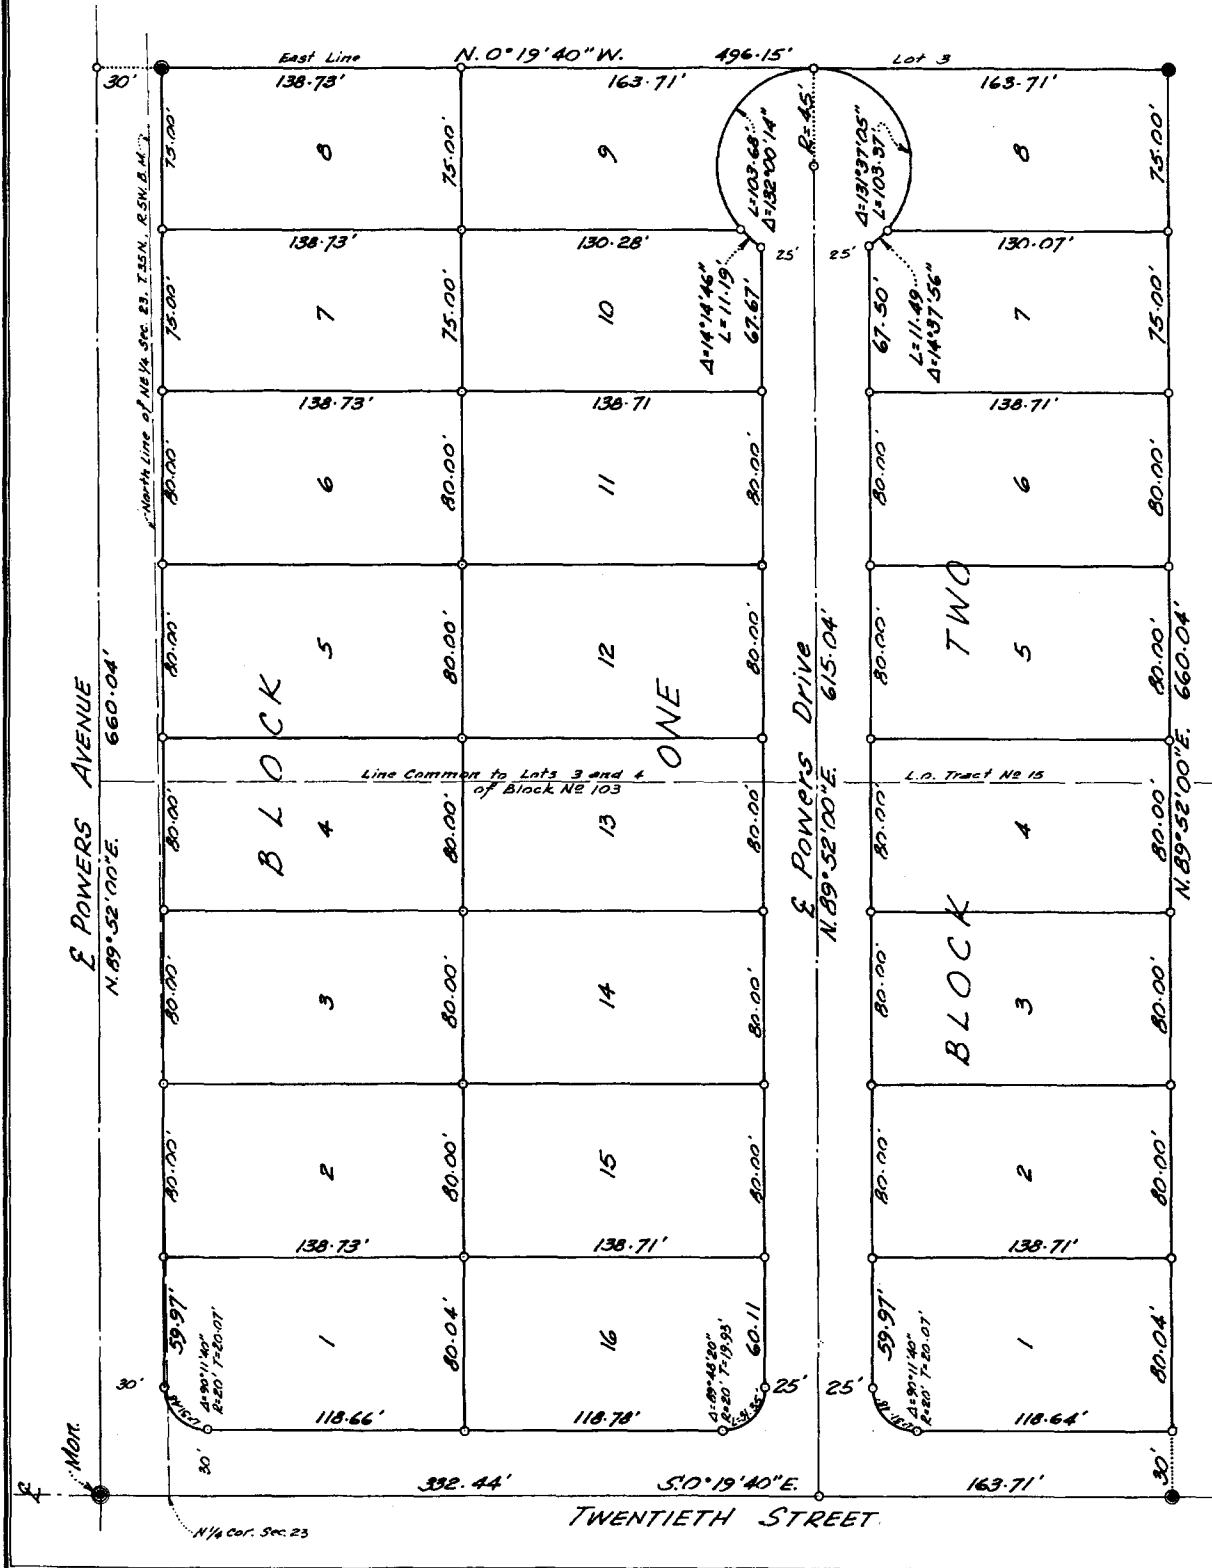 East Line N. 0°19'40"W. 496.15' Lot 3
30' 138.73' 163.71' R=45' 163.71'
75.00' 8 75.00' 9 L=103.68' Δ=132°00'14" Δ=131°37'05" L=103.37' 8 75.00'
North Line of NE 1/4 Sec. 23. T35N., R.5W. B.M.
138.73' 130.28' 25' 25' 130.07'
75.00' 7 75.00' 10 Δ=14°14'46" L=11.19' 67.67' 67.50' L=11.49 Δ=14°37'56" 7 75.00'
138.73' 138.71 138.71'
80.00' 6 80.00' 11 80.00' 80.00' 6 80.00'
80.00' 5 80.00' 12 80.00' 80.00' 5 80.00'
℄ POWERS AVENUE
N.89°52'00"E. 660.04'
BLOCK ONE
℄ Powers Drive
N.89°52'00"E. 615.04'
BLOCK TWO
N.89°52'00"E. 660.04'
Line Common to Lots 3 and 4
of Block No 103
L.o. Tract No 15
80.00' 4 80.00' 13 80.00' 80.00' 4 80.00'
80.00' 3 80.00' 14 80.00' 80.00' 3 80.00'
80.00' 2 80.00' 15 80.00' 80.00' 2 80.00'
138.73' 138.71' 138.71'
59.97' 1 80.04' 16 60.11 59.97' 1 80.04'
Δ=90°11'40"
R=20' T=20.07'
Δ=89°48'20"
R=20' T=19.93'
L=31.35'
Δ=90°11'40"
R=20' T=20.07'
30' 25' 25'
118.66' 118.78' 118.64'
Mon. 30' 30'
℄ 332.44' S.0°19'40"E. 163.71'
TWENTIETH STREET
N 1/4 Cor. Sec. 23